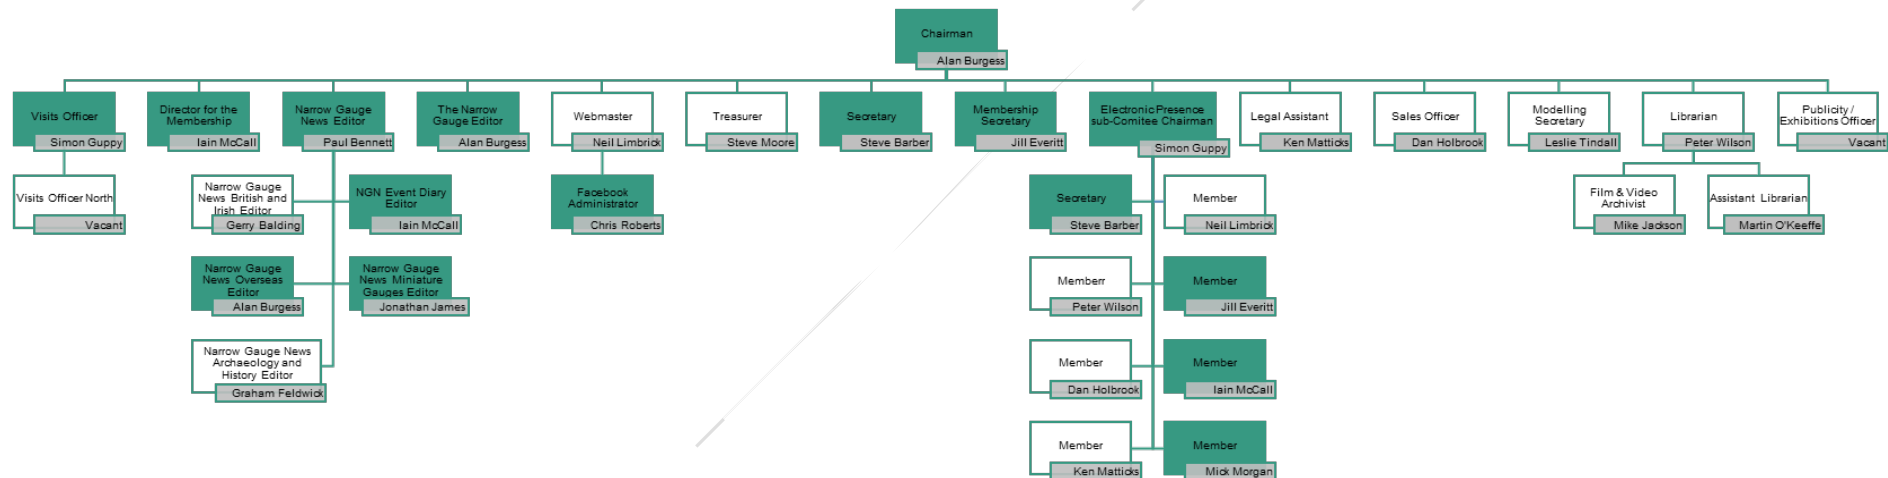 Chairman
Alan Burgess
Visits Officer
Simon Guppy
Director for the
Membership
Iain McCall
Narrow Gauge
News Editor
Paul Bennett
The Narrow
Gauge Editor
Alan Burgess
Webmaster
Neil Limbrick
Treasurer
Steve Moore
Secretary
Steve Barber
Membership
Secretary
Jill Everitt
Electronic Presence
sub-Comitee Chairman
Simon Guppy
Legal Assistant
Ken Matticks
Sales Officer
Dan Holbrook
Modelling
Secretary
Leslie Tindall
Librarian
Peter Wilson
Publicity /
Exhibitions Officer
Vacant
Visits Officer North
Vacant
Narrow Gauge
News British and
Irish Editor
Gerry Balding
NGN Event Diary
Editor
Iain McCall
Narrow Gauge
News Overseas
Editor
Alan Burgess
Narrow Gauge
News Miniature
Gauges Editor
Jonathan James
Narrow Gauge News
Archaeology and
History Editor
Graham Feldwick
Facebook
Administrator
Chris Roberts
Secretary
Steve Barber
Member
Neil Limbrick
Memberr
Peter Wilson
Member
Jill Everitt
Member
Dan Holbrook
Member
Iain McCall
Member
Ken Matticks
Member
Mick Morgan
Film & Video
Archivist
Mike Jackson
Assistant Librarian
Martin O'Keeffe